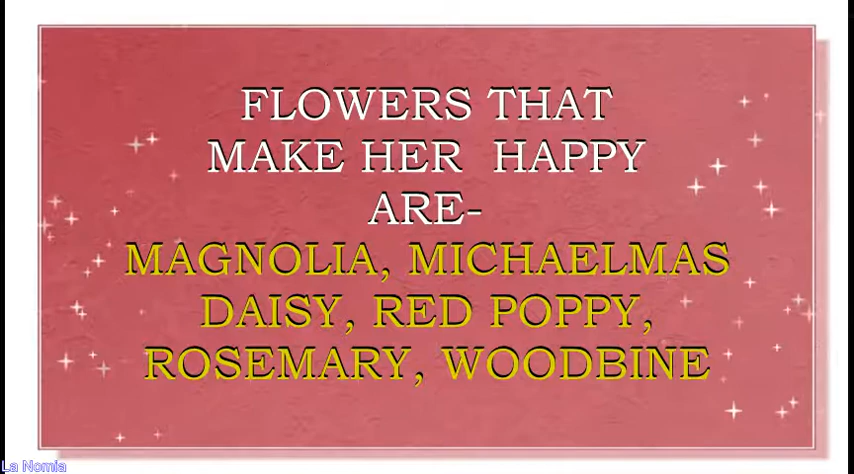 FLOWERS THAT
MAKE HER HAPPY
ARE-
MAGNOLIA, MICHAELMAS
DAISY, RED POPPY,
ROSEMARY, WOODBINE
La Nomia